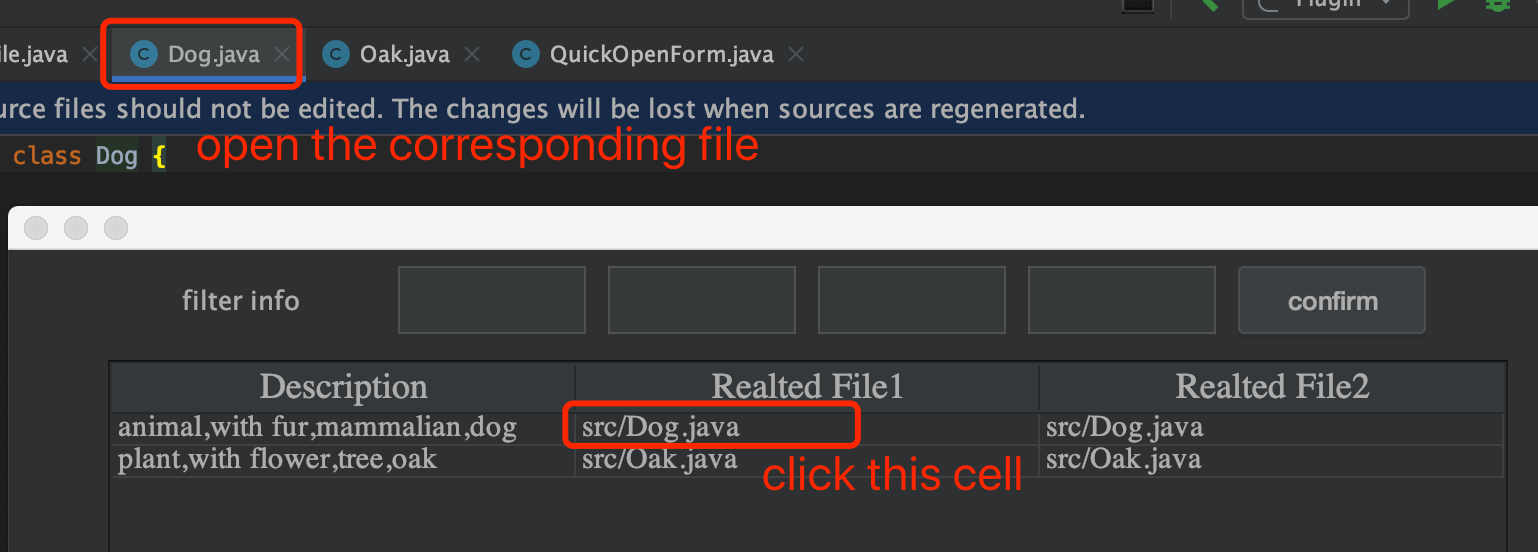 Plugin
ile.java
Dog.java
Oak.java
QuickOpenForm.java
urce files should not be edited. The changes will be lost when sources are regenerated.
class Dog {
open the corresponding file
filter info
confirm
Description
Realted File1
Realted File2
animal,with fur,mammalian,dog
src/Dog.java
src/Dog.java
plant,with flower,tree,oak
src/Oak.java
src/Oak.java
click this cell